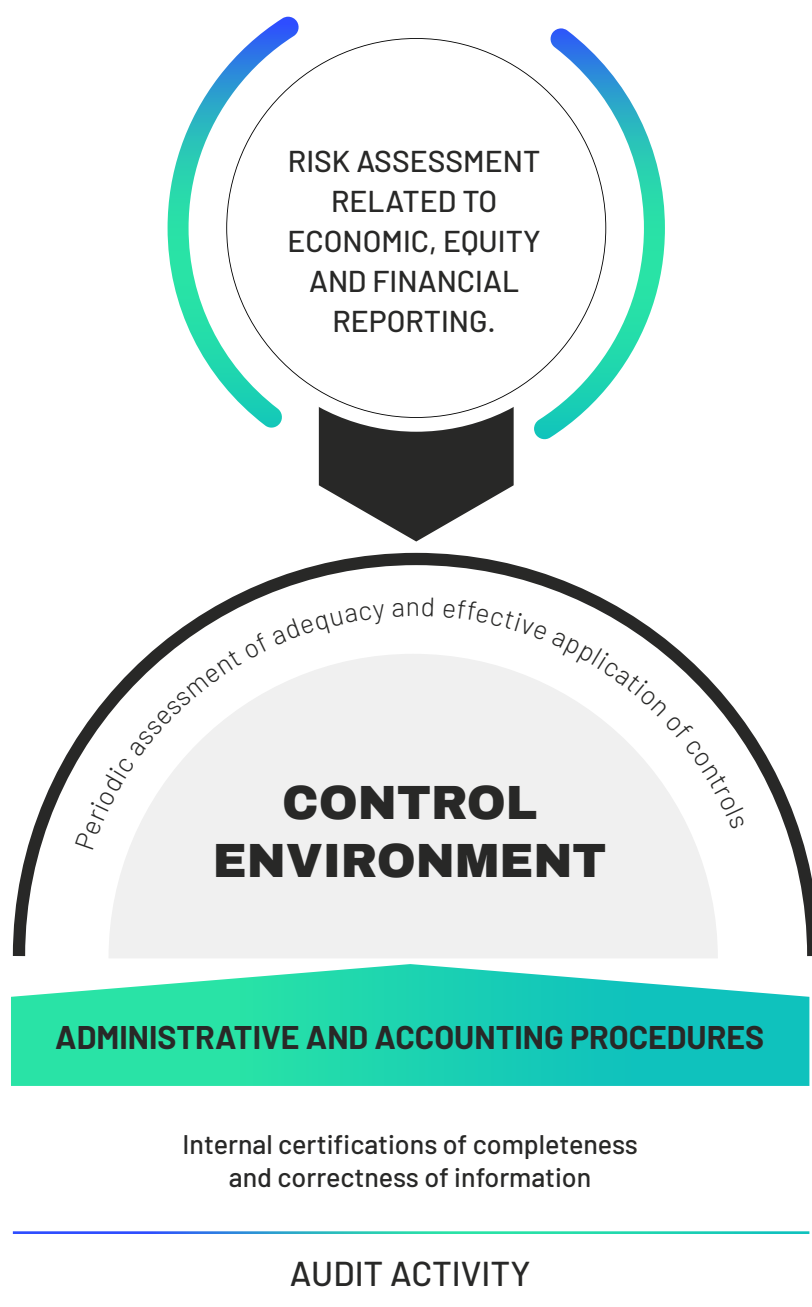 RISK ASSESSMENT
RELATED TO
ECONOMIC, EQUITY
AND FINANCIAL
REPORTING.
Periodic assessment of adequacy and effective application of controls
CONTROL
ENVIRONMENT
ADMINISTRATIVE AND ACCOUNTING PROCEDURES
Internal certifications of completeness
and correctness of information
AUDIT ACTIVITY